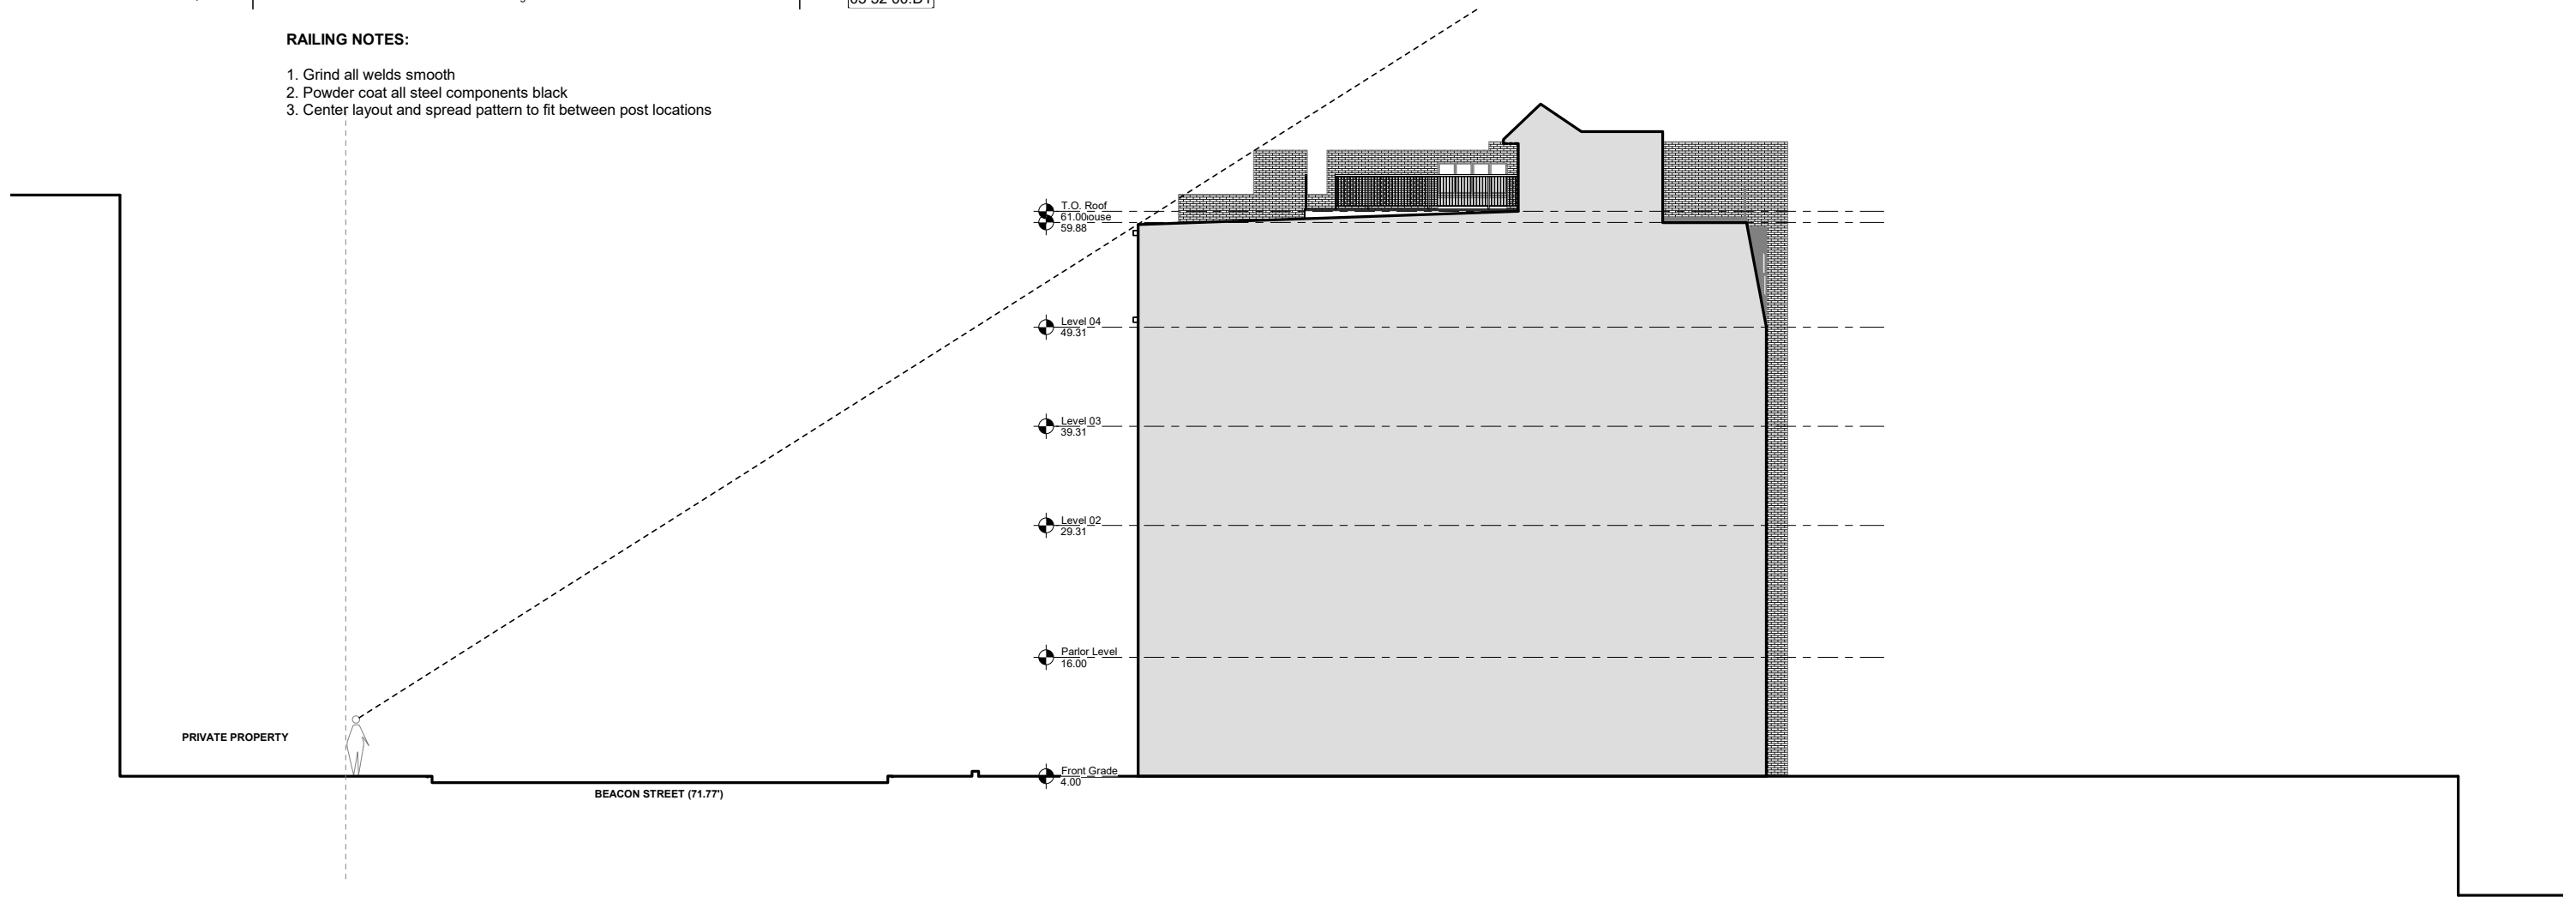 RAILING NOTES:
1. Grind all welds smooth
2. Powder coat all steel components black
3. Center layout and spread pattern to fit between post locations
T.O. Roof
61.00
59.88
Level 04
49.31
Level 03
39.31
Level 02
29.31
Parlor Level
16.00
PRIVATE PROPERTY
Front Grade
4.00
BEACON STREET (71.77')